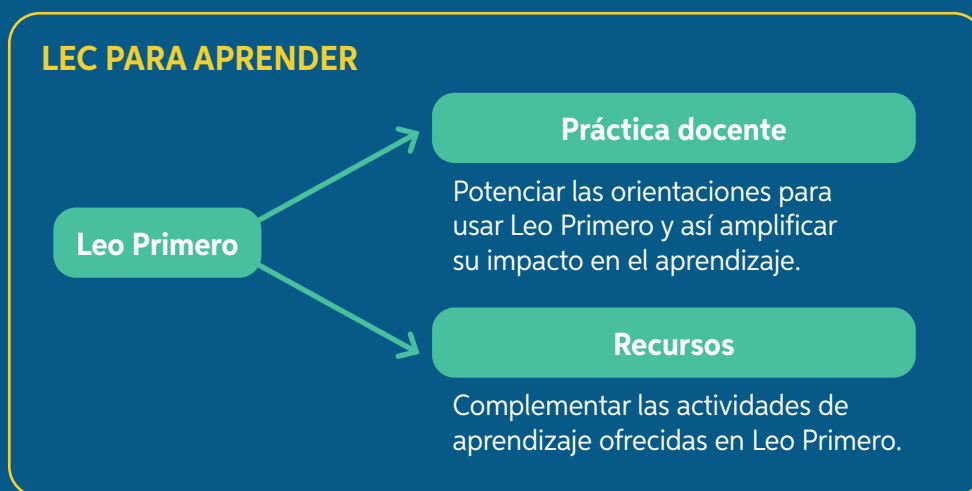 LEC PARA APRENDER
Leo Primero
Práctica docente
Potenciar las orientaciones para
usar Leo Primero y así amplificar
su impacto en el aprendizaje.
Recursos
Complementar las actividades de
aprendizaje ofrecidas en Leo Primero.